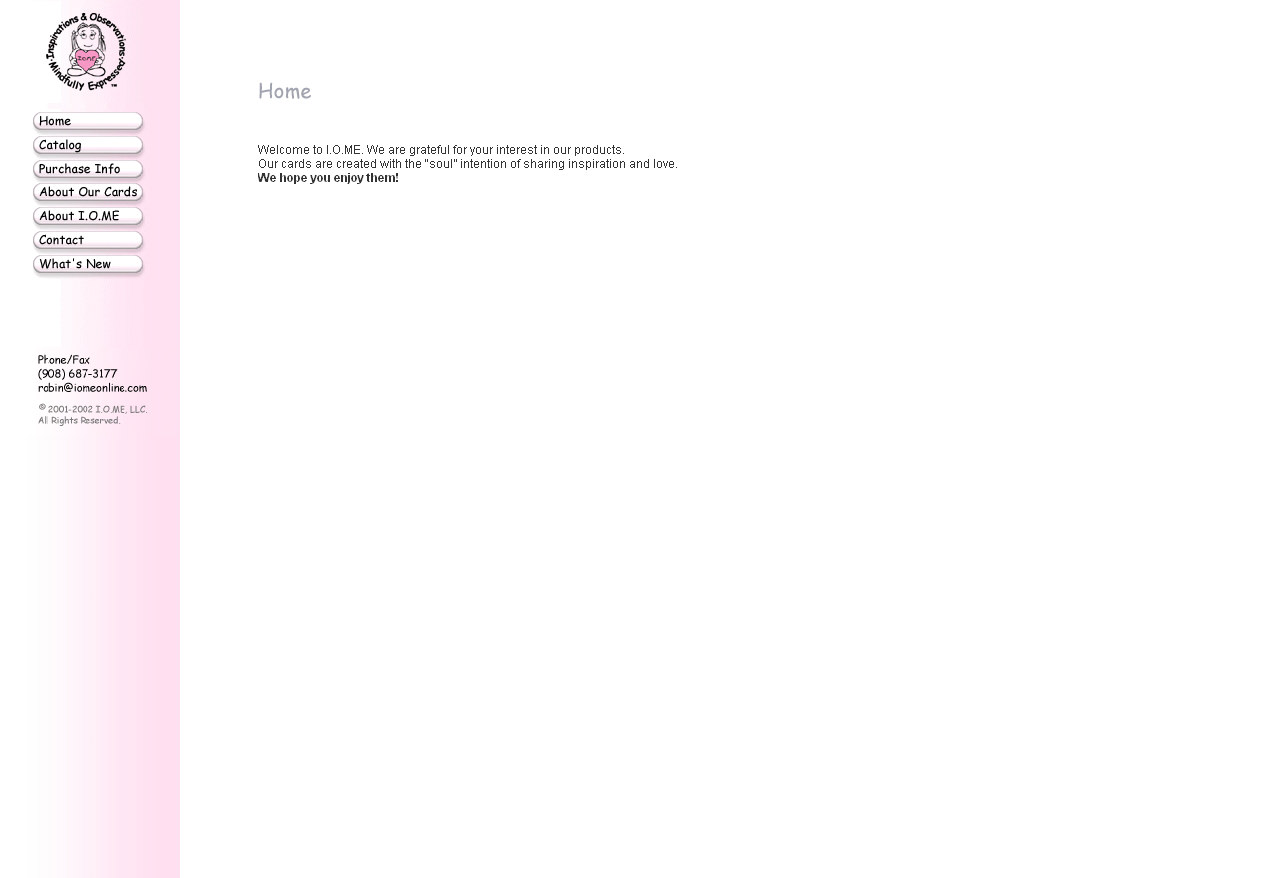 Inspirations & Observations
Mindfully Expressed™
I.O.ME
Home
Catalog
Purchase Info
About Our Cards
About I.O.ME
Contact
What's New
Phone/Fax
(908) 687-3177
robin@iomeonline.com
© 2001-2002 I.O.ME, LLC.
All Rights Reserved.
Home
Welcome to I.O.ME. We are grateful for your interest in our products.
Our cards are created with the "soul" intention of sharing inspiration and love.
We hope you enjoy them!